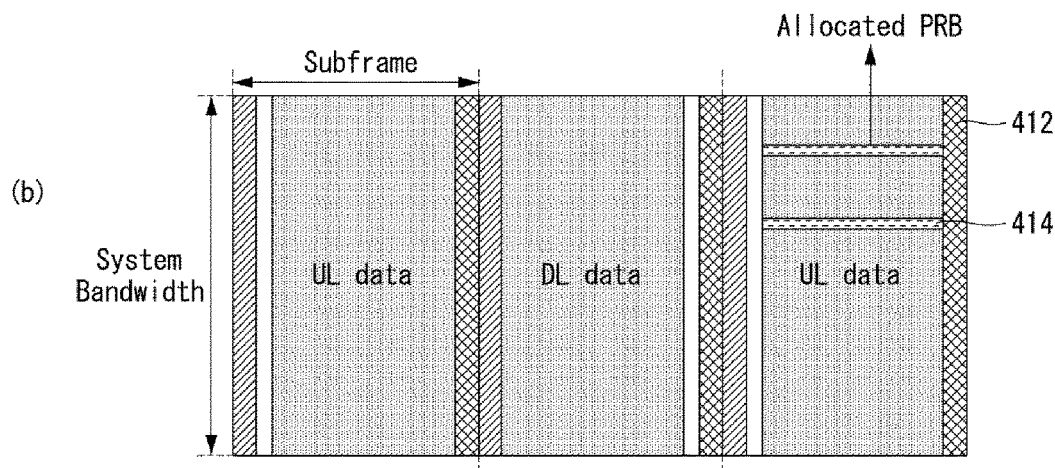 Allocated PRB
Subframe
412
(b)
414
System
Bandwidth
UL data
DL data
UL data